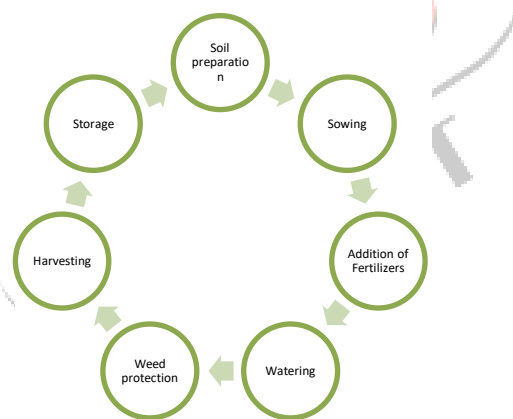 Soil
preparatio
n
Sowing
Addition of
Fertilizers
Watering
Weed
protection
Harvesting
Storage